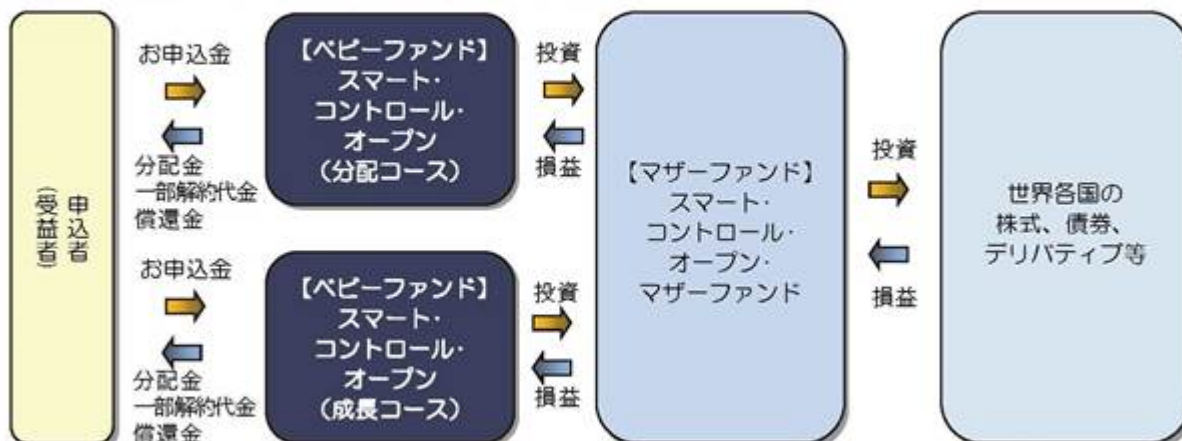 申込者
(受益者)
お申込金
分配金
一部解約代金
償還金
【ベビーファンド】
スマート・
コントロール・
オープン
(分配コース)
投資
損益
お申込金
分配金
一部解約代金
償還金
【ベビーファンド】
スマート・
コントロール・
オープン
(成長コース)
投資
損益
【マザーファンド】
スマート・
コントロール・
オープン・
マザーファンド
投資
損益
世界各国の
株式、債券、
デリバティブ等